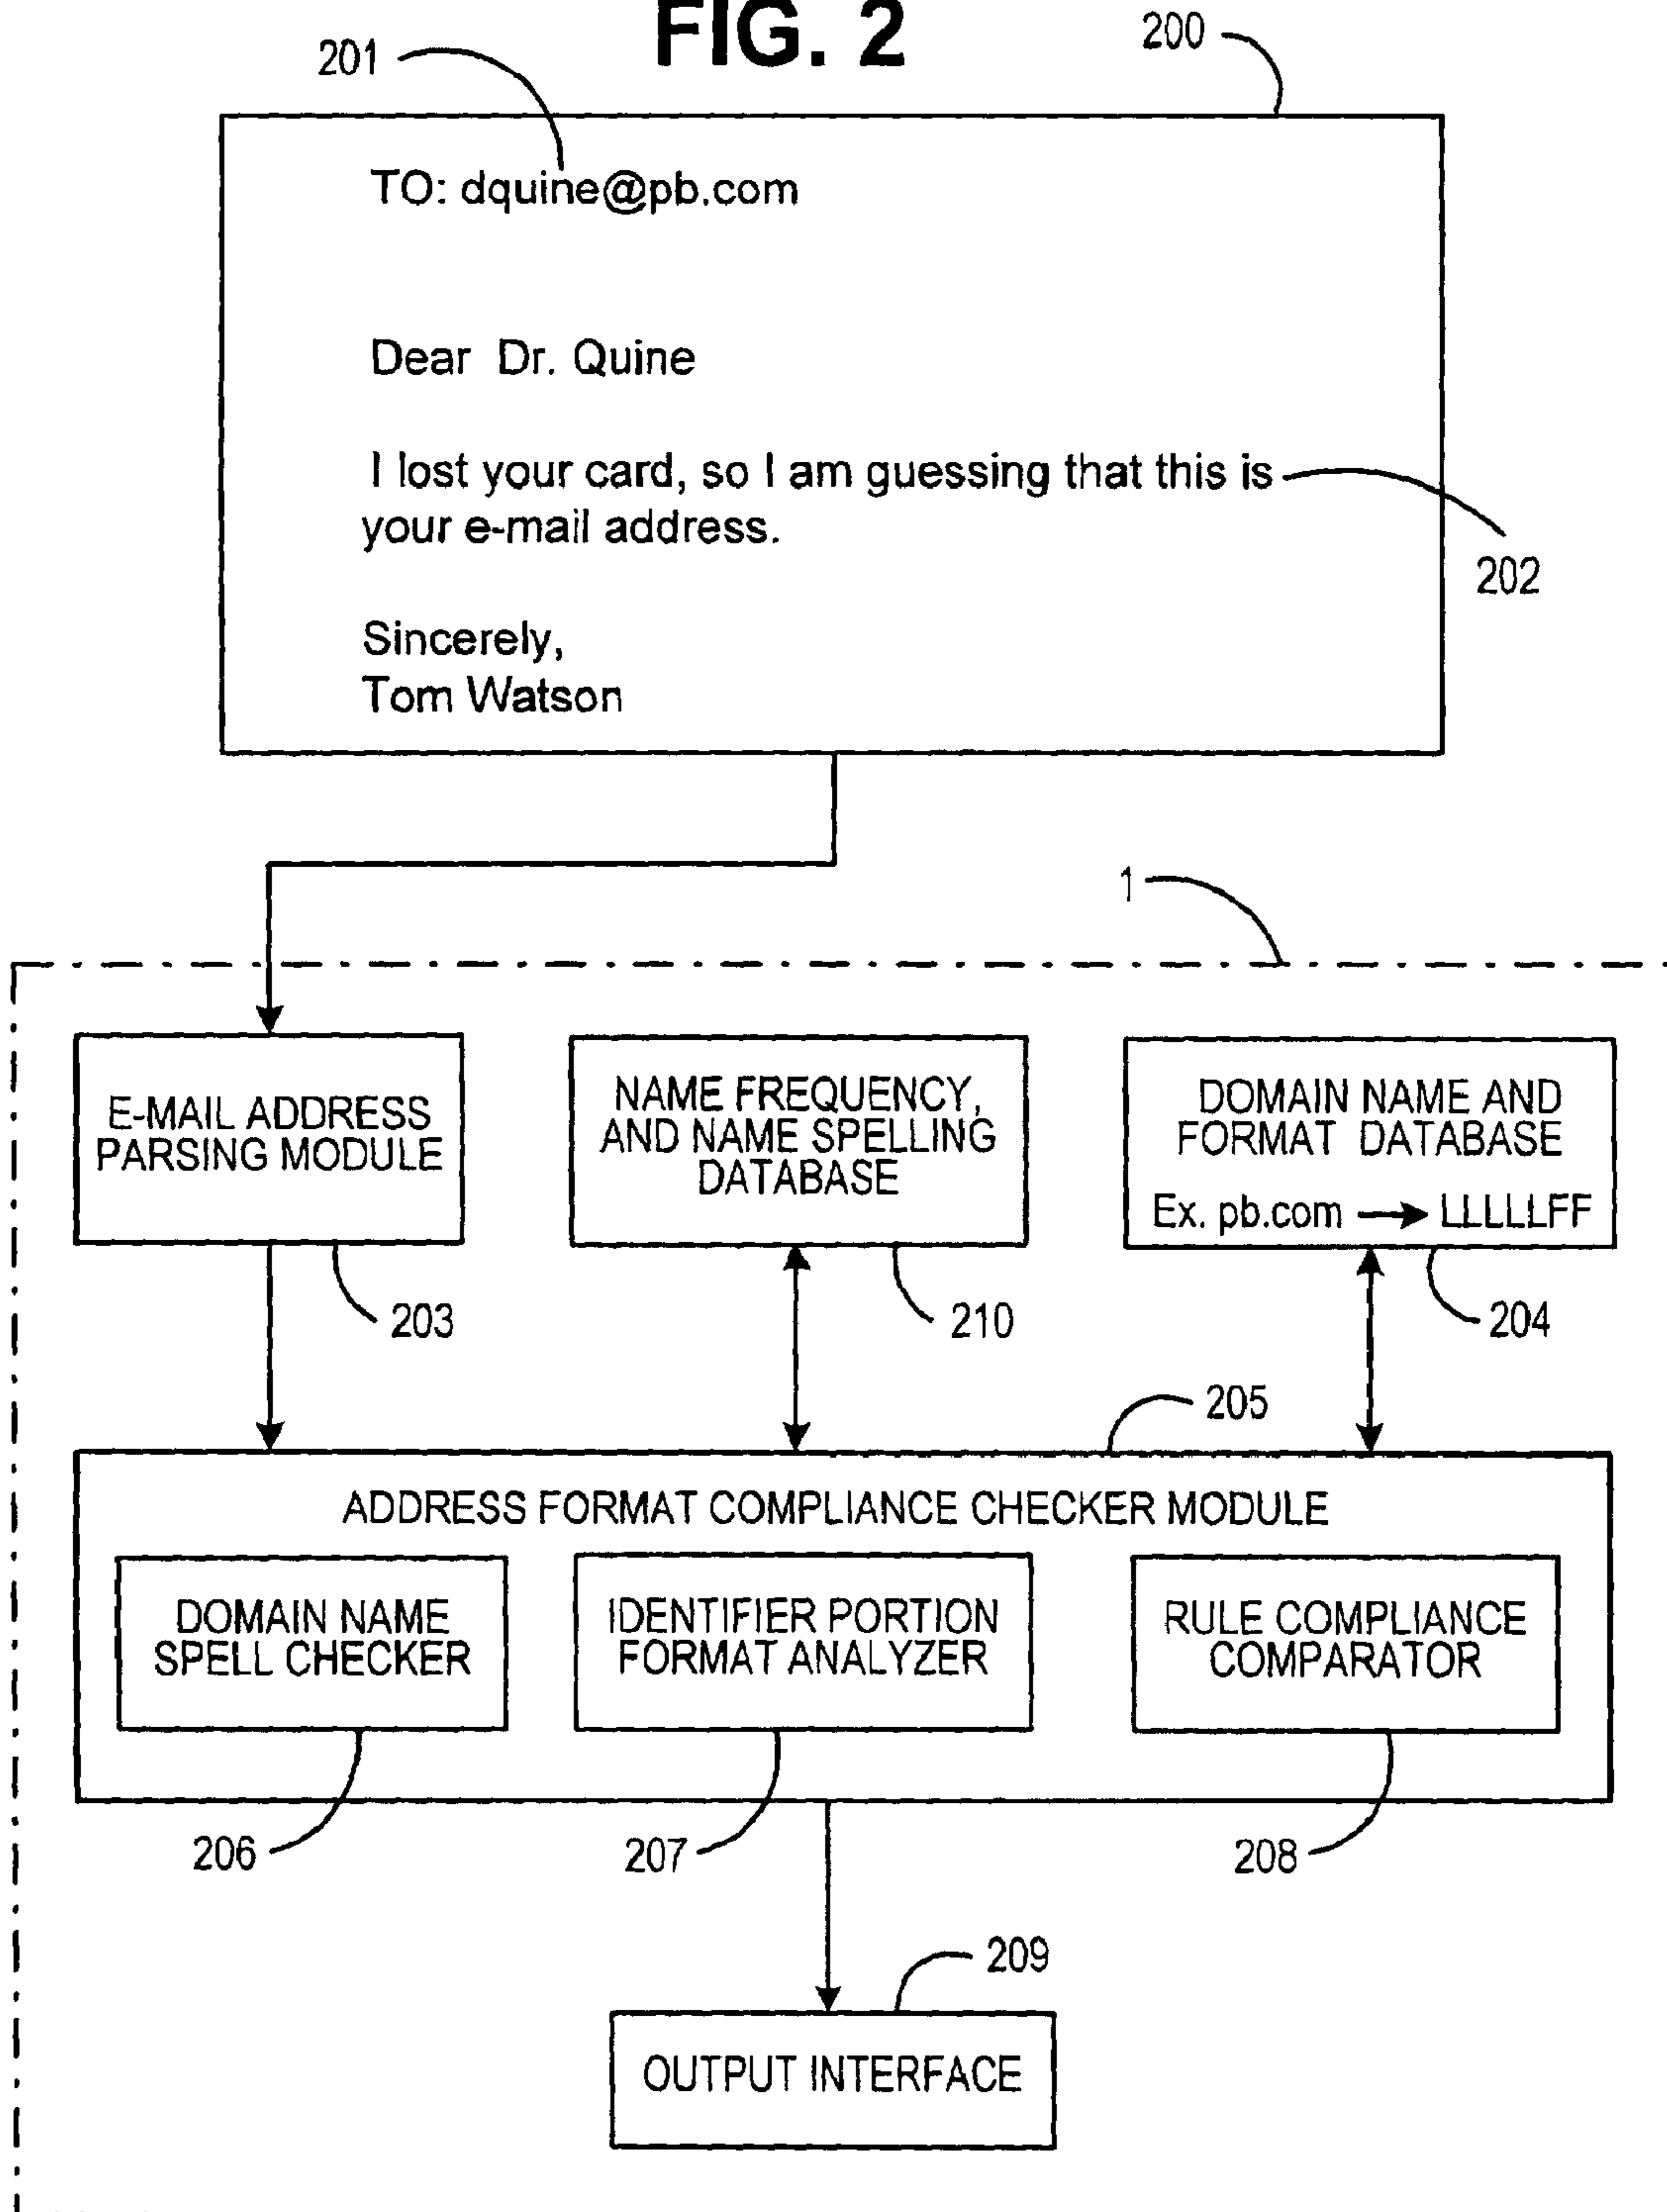 FIG. 2
201
200
TO: dquine@pb.com
Dear Dr. Quine
I lost your card, so I am guessing that this is
your e-mail address.
202
Sincerely,
Tom Watson
1
E-MAIL ADDRESS
PARSING MODULE
NAME FREQUENCY,
AND NAME SPELLING
DATABASE
DOMAIN NAME AND
FORMAT DATABASE
Ex. pb.com → LLLLLFF
203
210
204
205
ADDRESS FORMAT COMPLIANCE CHECKER MODULE
DOMAIN NAME
SPELL CHECKER
IDENTIFIER PORTION
FORMAT ANALYZER
RULE COMPLIANCE
COMPARATOR
206
207
208
209
OUTPUT INTERFACE